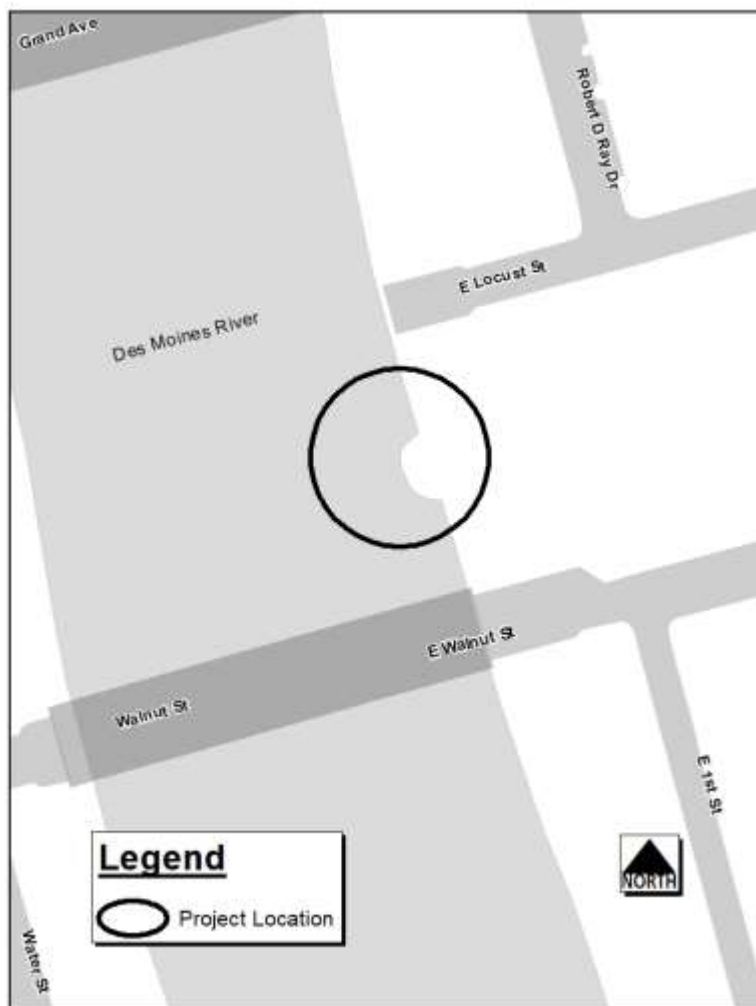 Grand Ave
Robert D Ray Dr
E Locust St
Des Moines River
E Walnut St
Walnut St
E 1st St
Legend
Project Location
NORTH
Water St